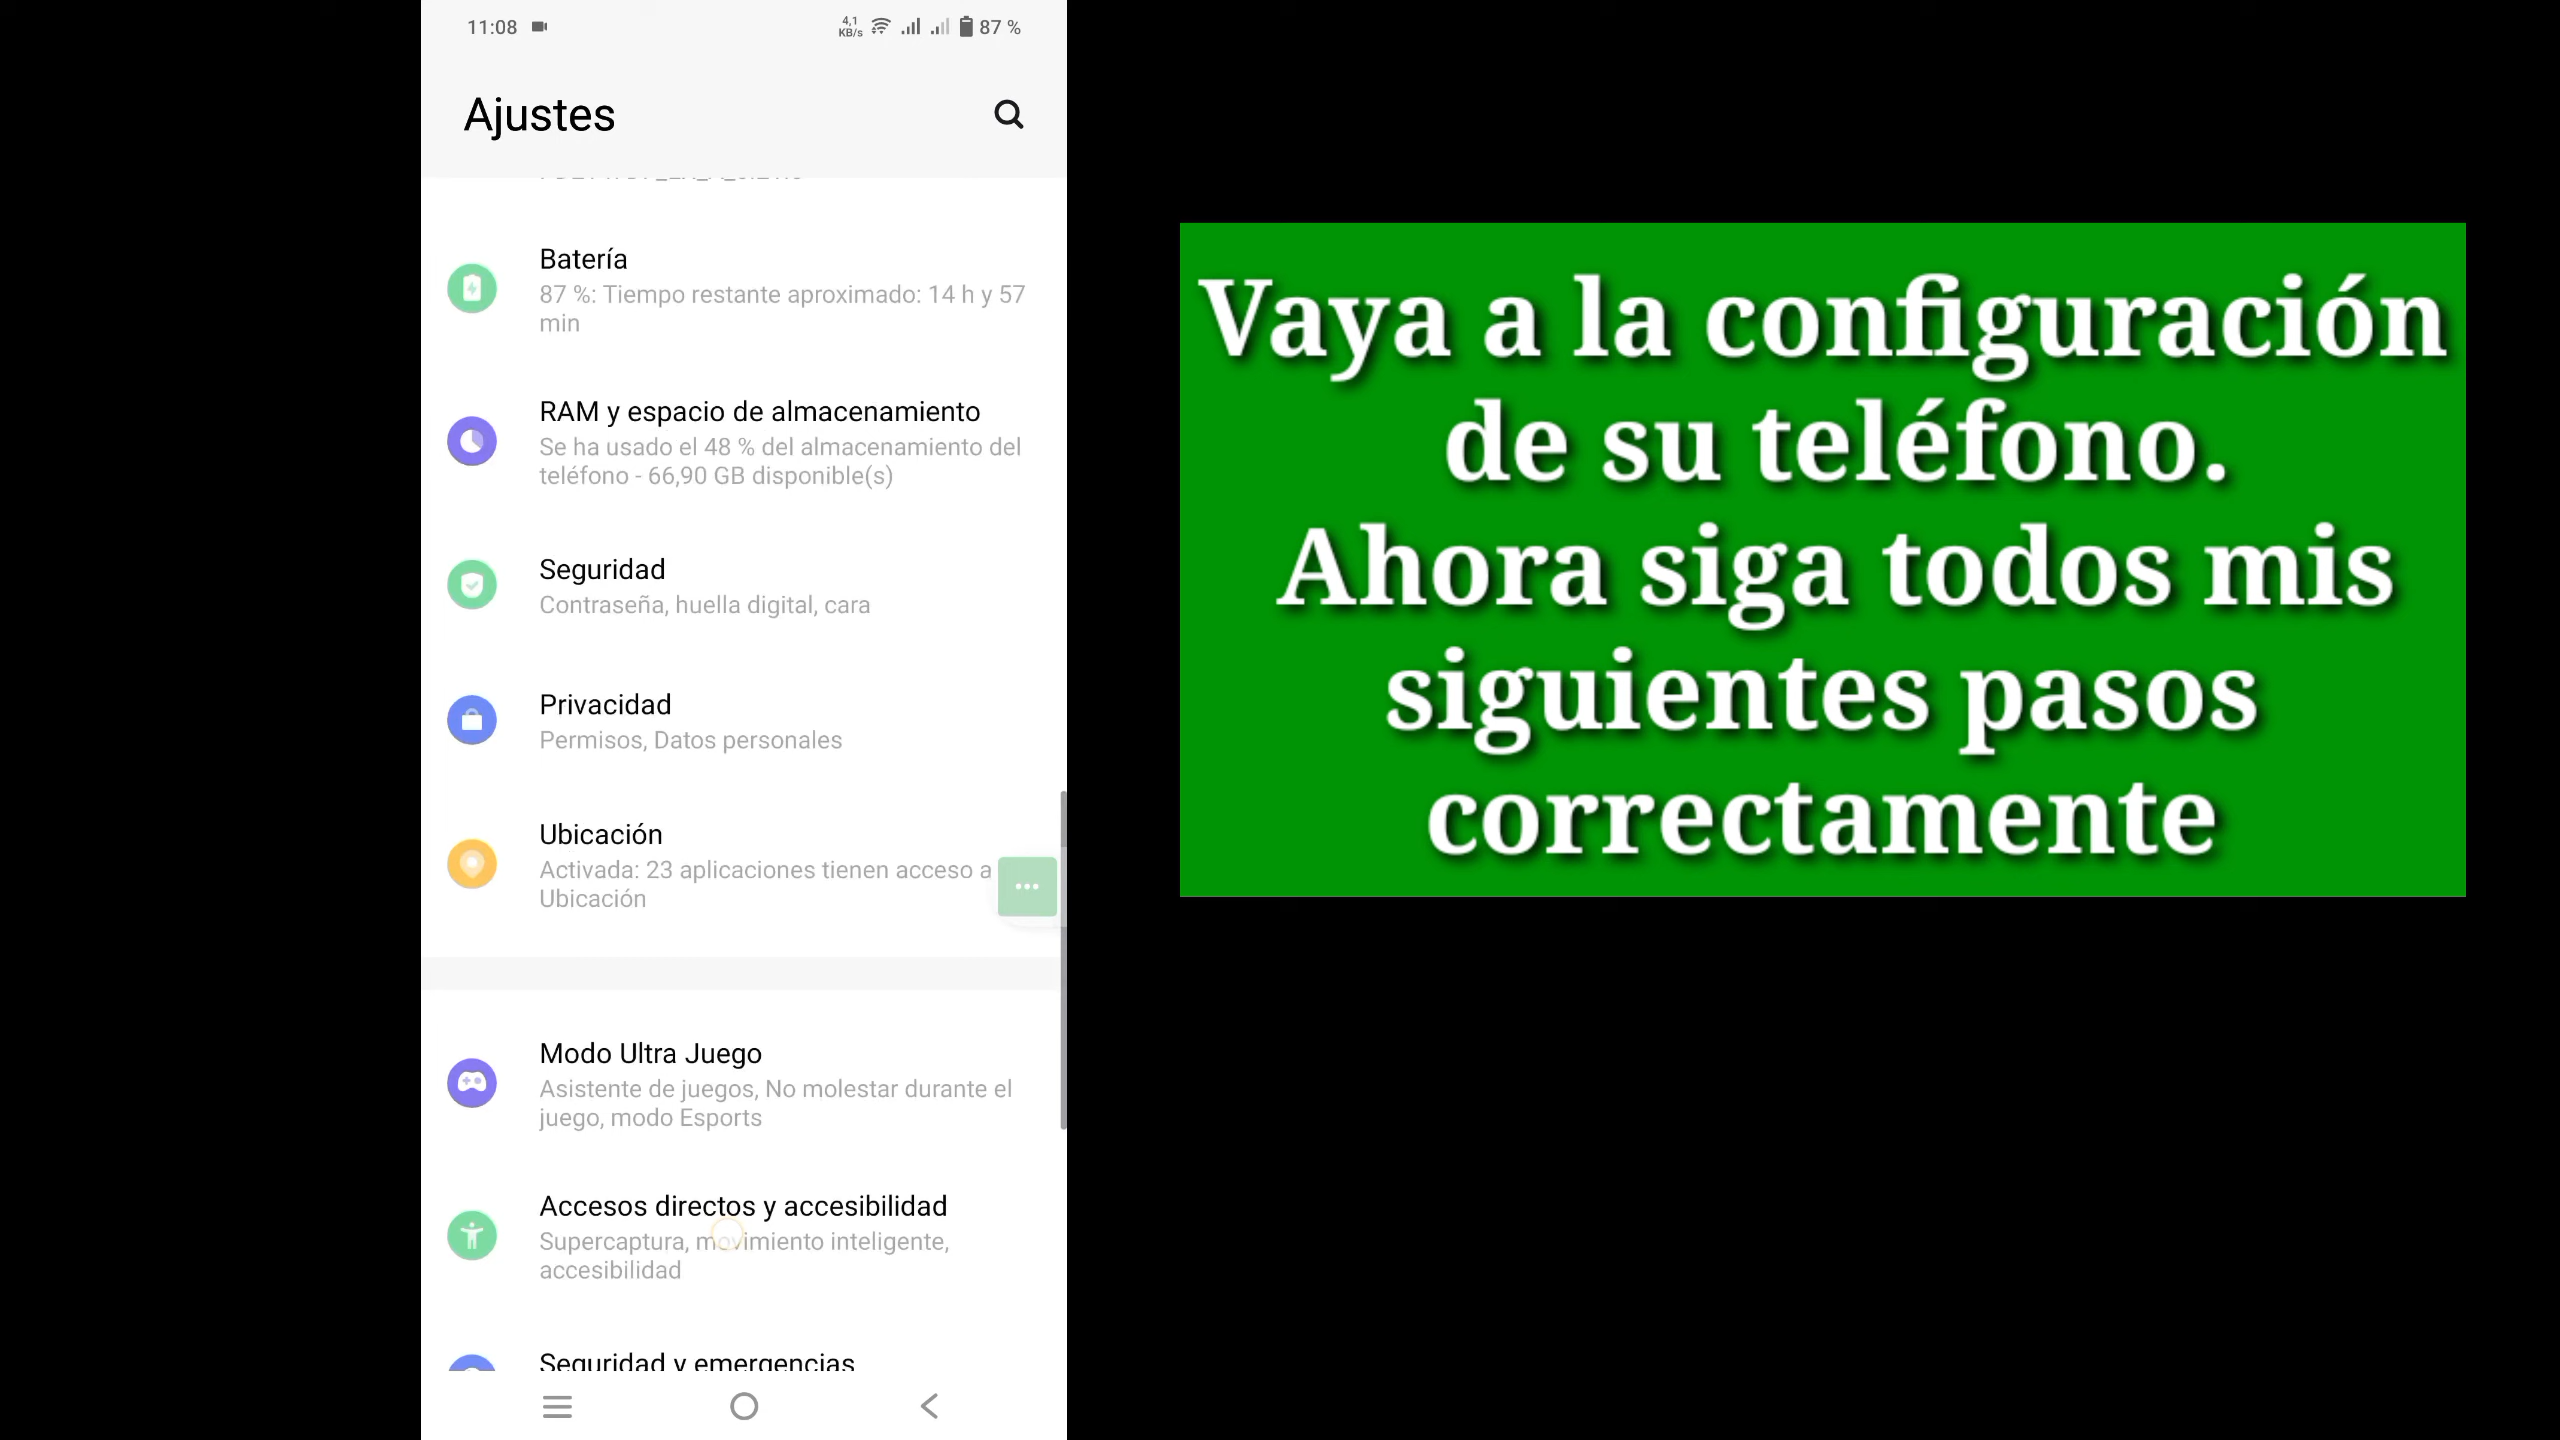 11:08
4,1
KB/s
87 %
Ajustes
Batería
87 %: Tiempo restante aproximado: 14 h y 57
min
RAM y espacio de almacenamiento
Se ha usado el 48 % del almacenamiento del
teléfono - 66,90 GB disponible(s)
Seguridad
Contraseña, huella digital, cara
Privacidad
Permisos, Datos personales
Ubicación
Activada: 23 aplicaciones tienen acceso a
Ubicación
Modo Ultra Juego
Asistente de juegos, No molestar durante el
juego, modo Esports
Accesos directos y accesibilidad
Supercaptura, movimiento inteligente,
accesibilidad
Seguridad y emergencias
Vaya a la configuración
de su teléfono.
Ahora siga todos mis
siguientes pasos
correctamente